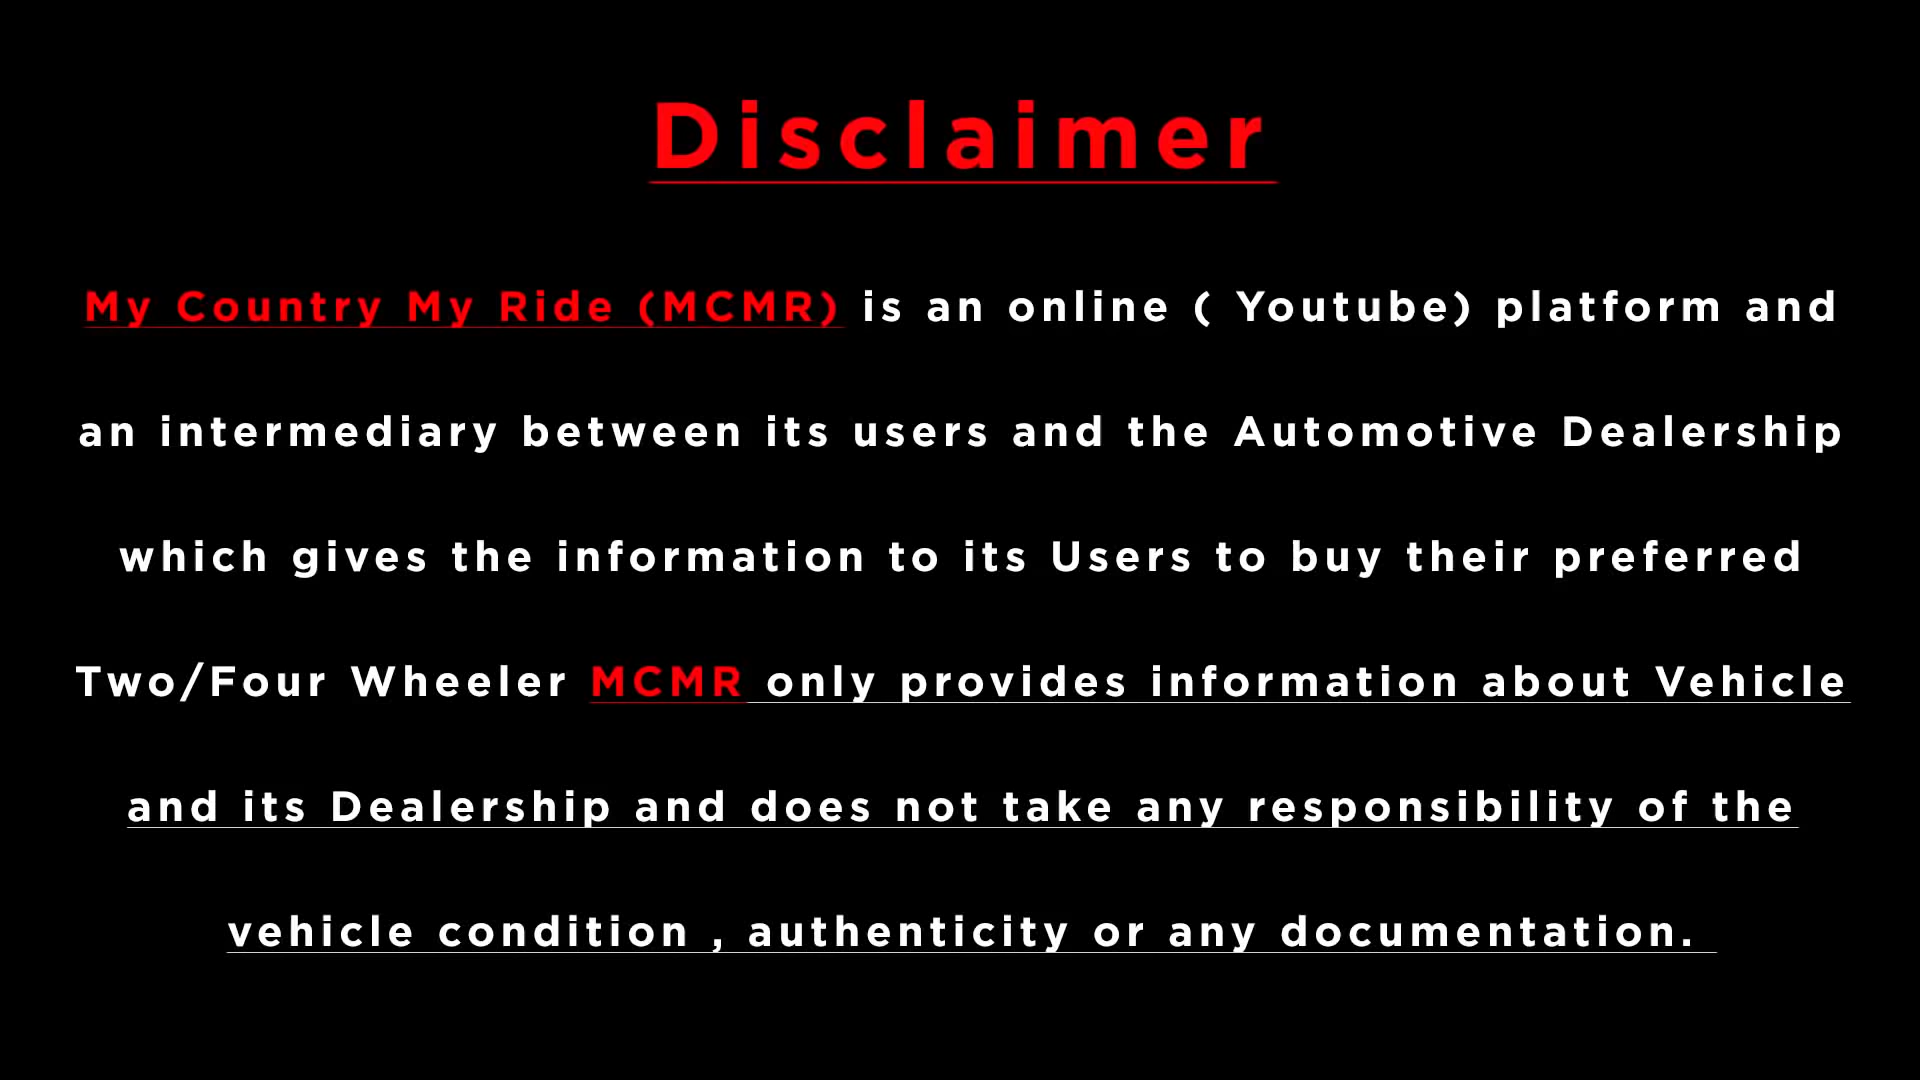 Disclaimer
My Country My Ride (MCMR) is an online ( Youtube) platform and
an intermediary between its users and the Automotive Dealership
which gives the information to its Users to buy their preferred
Two/Four Wheeler MCMR only provides information about Vehicle
and its Dealership and does not take any responsibility of the
vehicle condition , authenticity or any documentation.